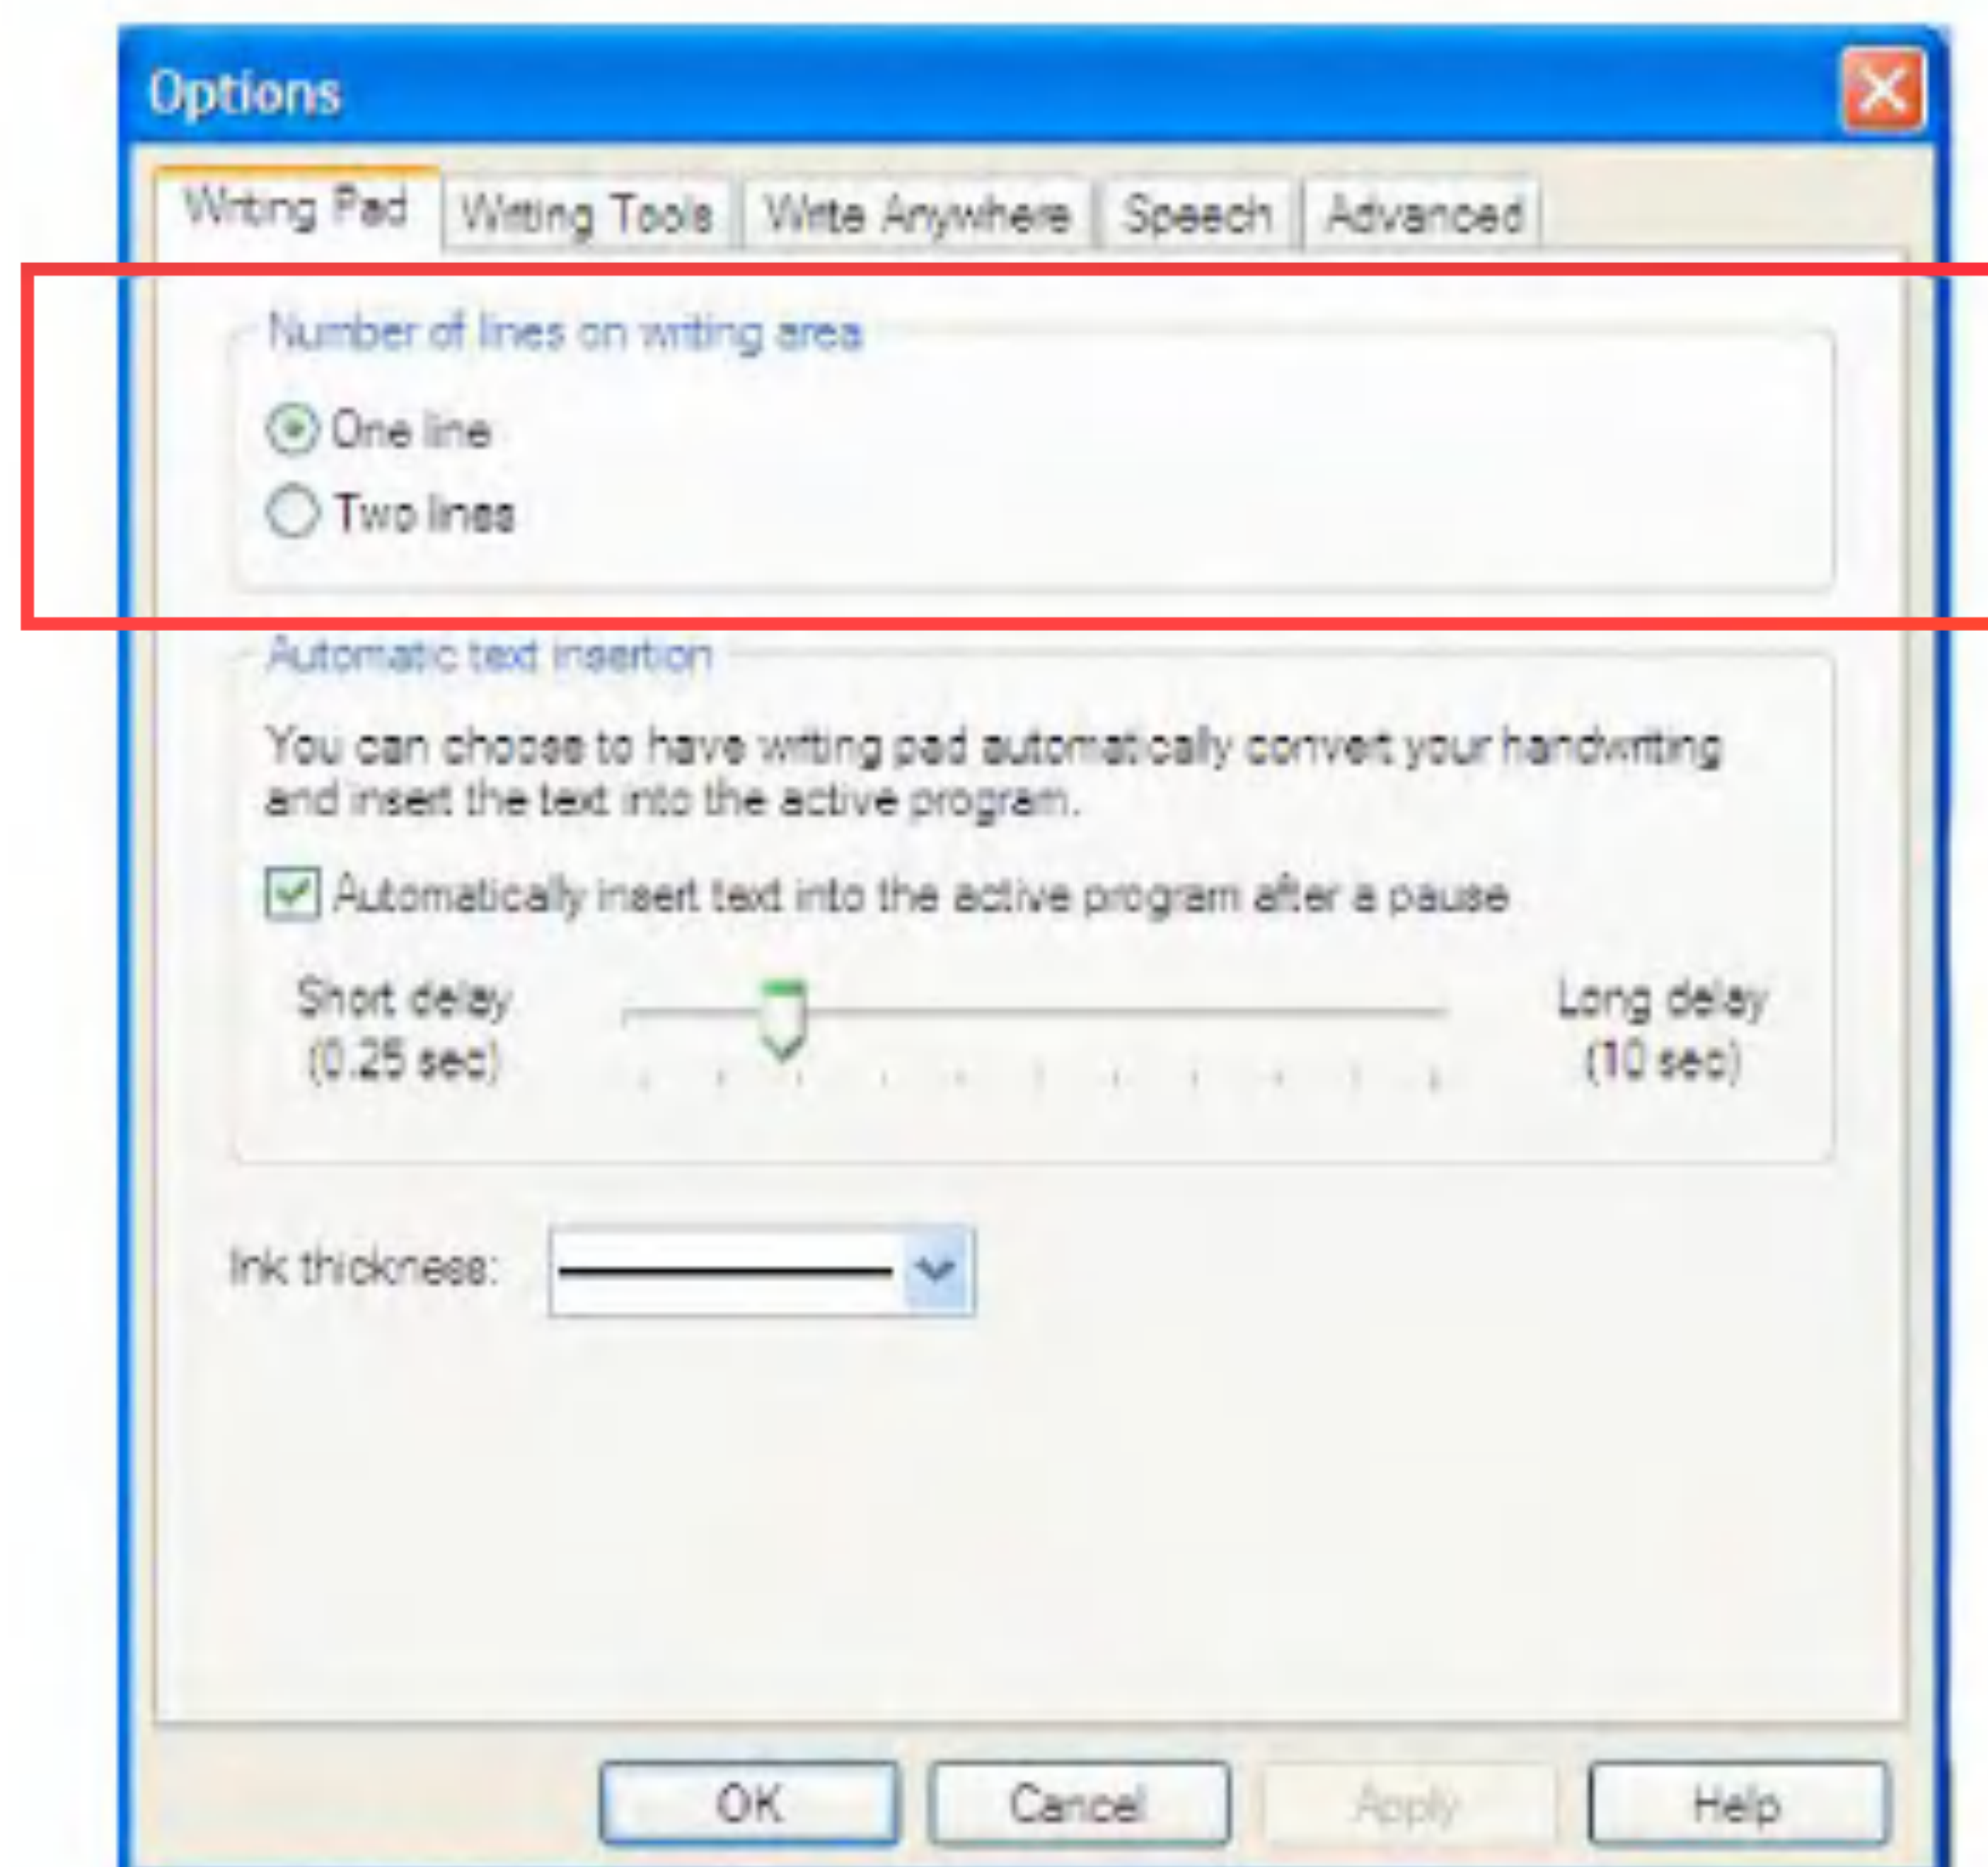 Options
Writing Pad Writing Tools Write Anywhere Speech Advanced
Number of lines on writing area
One line
Two lines
Automatic text insertion
You can choose to have writing pad automatically convert your handwriting
and insert the text into the active program.
Automatically insert text into the active program after a pause
Short delay Long delay
(0.25 sec) (10 sec)
Ink thickness:
OK Cancel Apply Help